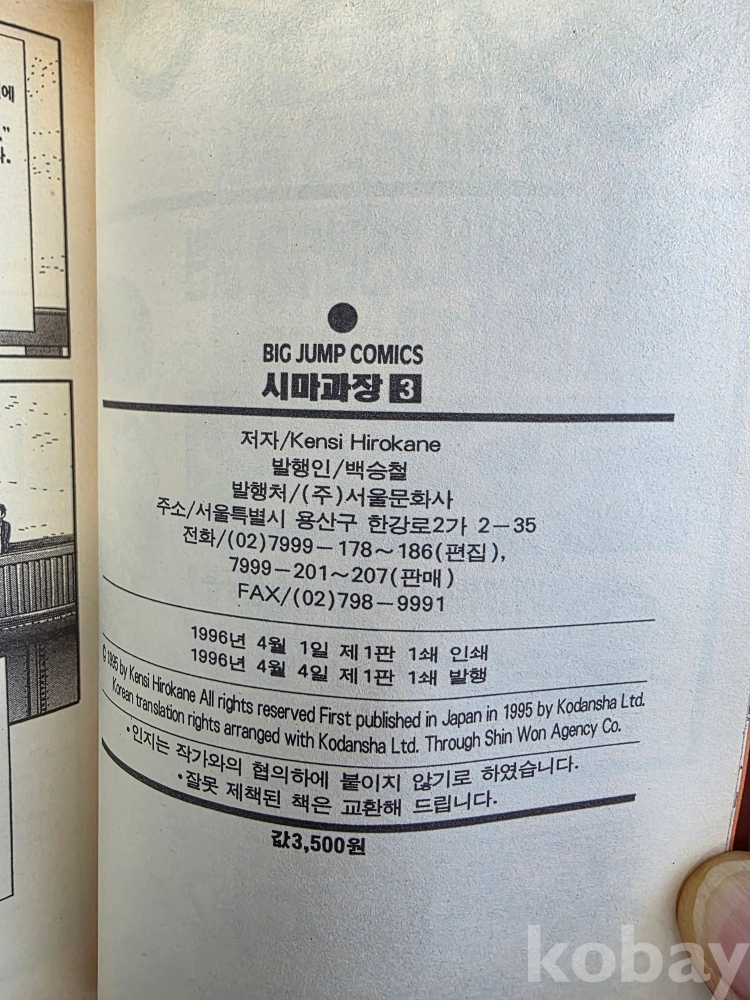 에
다.
BIG JUMP COMICS
시마과장 3
저자/Kensi Hirokane
발행인/백승철
발행처/(주)서울문화사
주소/서울특별시 용산구 한강로2가 2-35
전화/(02)7999-178~186(편집),
7999-201~207(판매)
FAX/(02)798-9991
1996년 4월 1일 제1판 1쇄 인쇄
1996년 4월 4일 제1판 1쇄 발행
© 1995 by Kensi Hirokane All rights reserved First published in Japan in 1995 by Kodansha Ltd.
Korean translation rights arranged with Kodansha Ltd. Through Shin Won Agency Co.
•인지는 작가와의 협의하에 붙이지 않기로 하였습니다.
•잘못 제책된 책은 교환해 드립니다.
값3,500원
kobay